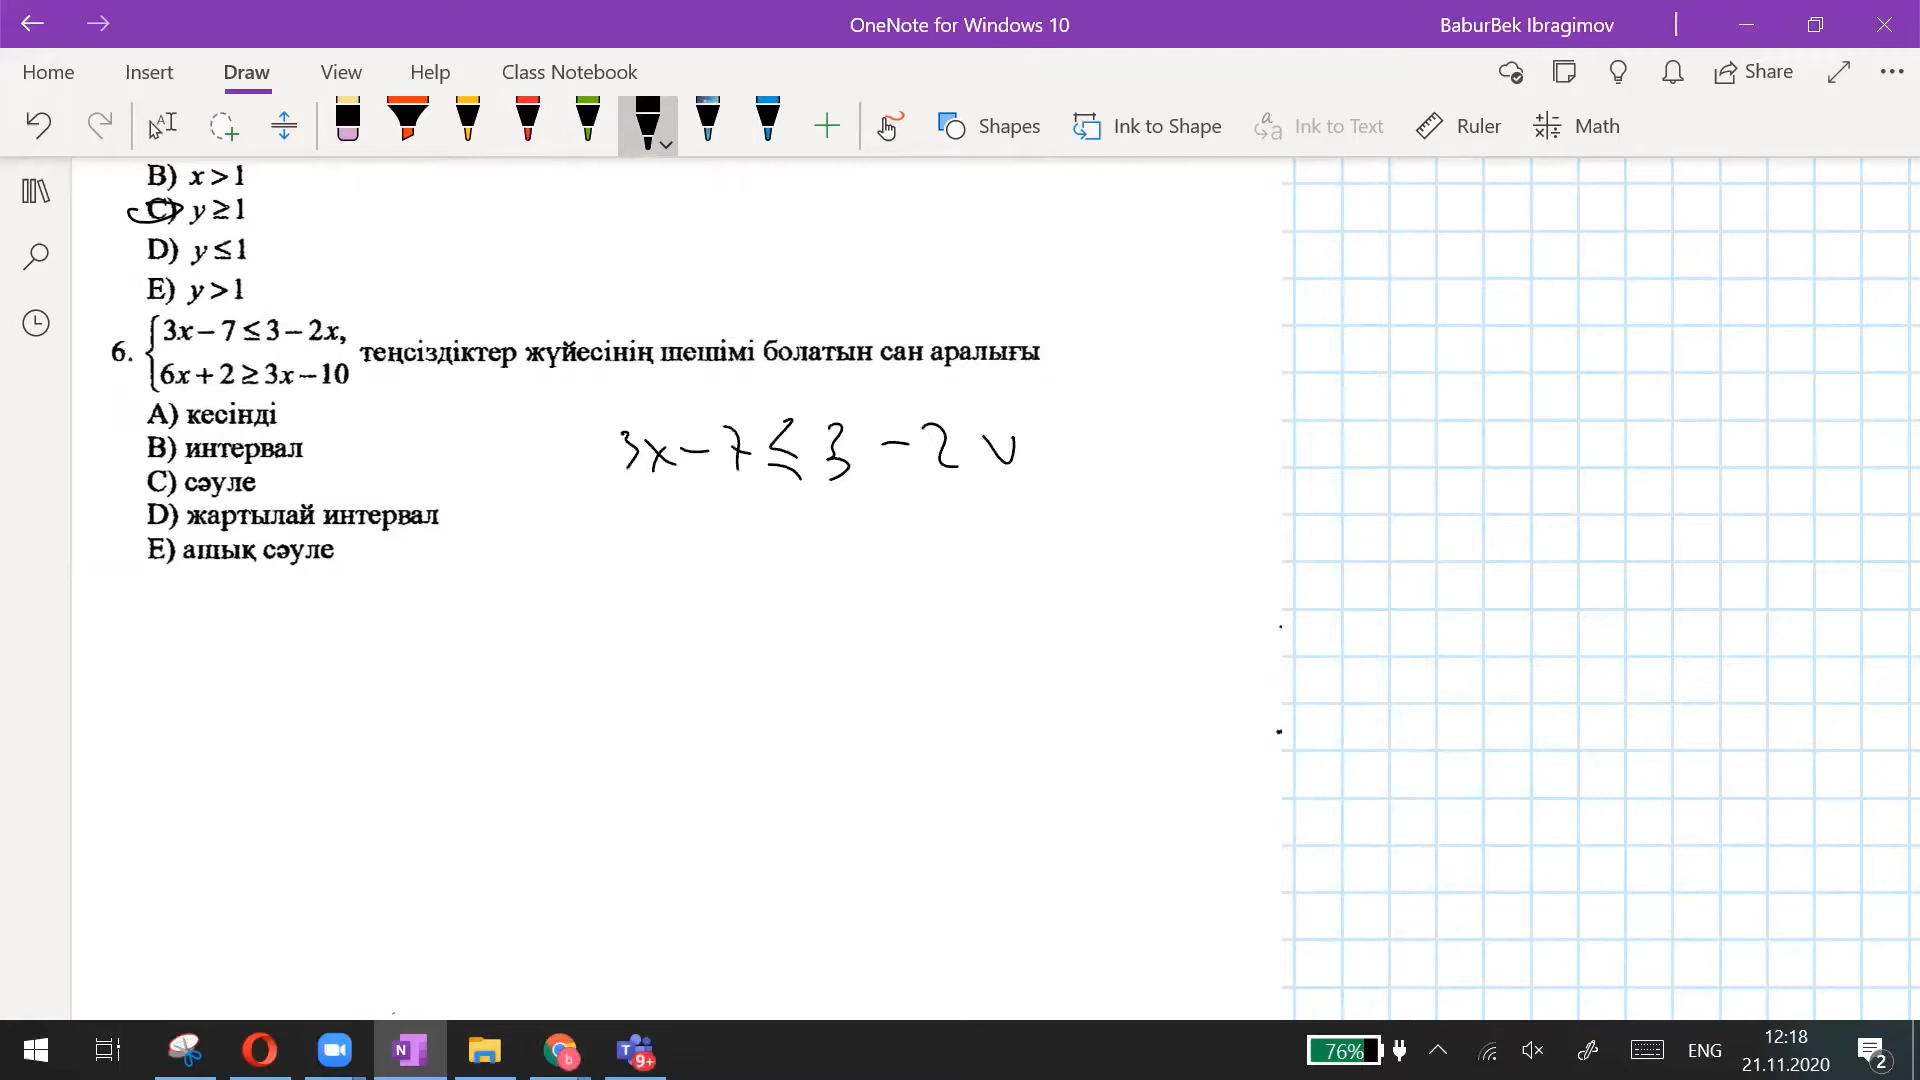 OneNote for Windows 10
BaburBek Ibragimov
Home Insert Draw View Help Class Notebook
Share
Shapes Ink to Shape Ink to Text Ruler Math
B) x > 1
C) y ≥ 1
D) y ≤ 1
E) y > 1
6. {3x − 7 ≤ 3 − 2x,
6x + 2 ≥ 3x − 10
теңсіздіктер жүйесінің шешімі болатын сан аралығы
A) кесінді
3x − 7 ≤ 3 − 2
B) интервал
C) сәуле
D) жартылай интервал
E) ашық сәуле
76%
ENG
12:18
21.11.2020
9+
2